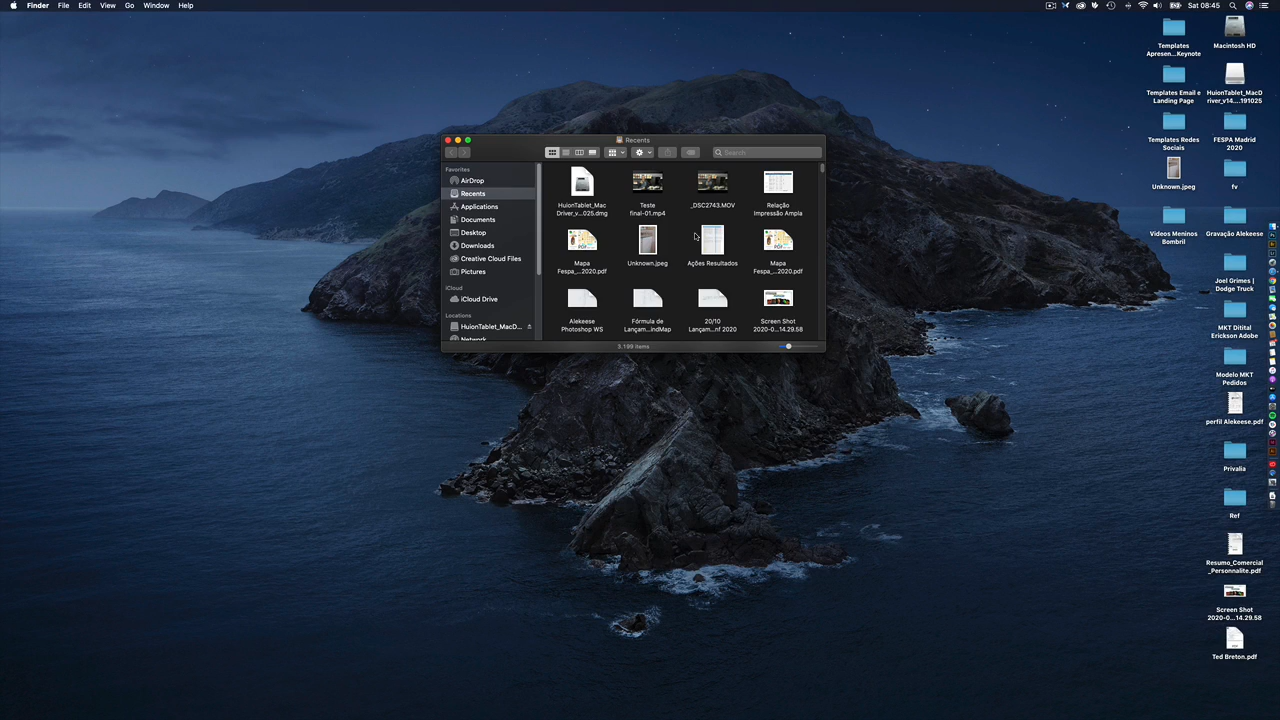 Finder File Edit View Go Window Help
Sat 08:45
Recents
Search
Favorites
AirDrop
Recents
Applications
Documents
Desktop
Downloads
Creative Cloud Files
Pictures
iCloud
iCloud Drive
Locations
HuionTablet_MacD...
Network
HuionTablet_Mac
Driver_v...025.dmg
Teste
final-01.mp4
_DSC2743.MOV
Relação
Impressão Ampla
Mapa
Fespa_...2020.pdf
Unknown.jpeg
Ações Resultados
Mapa
Fespa_...2020.pdf
Alekeese
Photoshop WS
Fórmula de
Lançam...indMap
20/10
Lançam...nf 2020
Screen Shot
2020-0...14.29.58
3,199 items
Templates
Apresen...Keynote
Macintosh HD
Templates Email e
Landing Page
HuionTablet_MacD
river_v14....191025
Templates Redes
Sociais
FESPA Madrid
2020
Unknown.jpeg
fv
Videos Meninos
Bombril
Gravação Alekeese
Joel Grimes |
Dodge Truck
MKT Ditital
Erickson Adobe
Modelo MKT
Pedidos
perfil Alekeese.pdf
Privalia
Ref
Resumo_Comercial
_Personnalite.pdf
Screen Shot
2020-0...14.29.58
Ted Breton.pdf